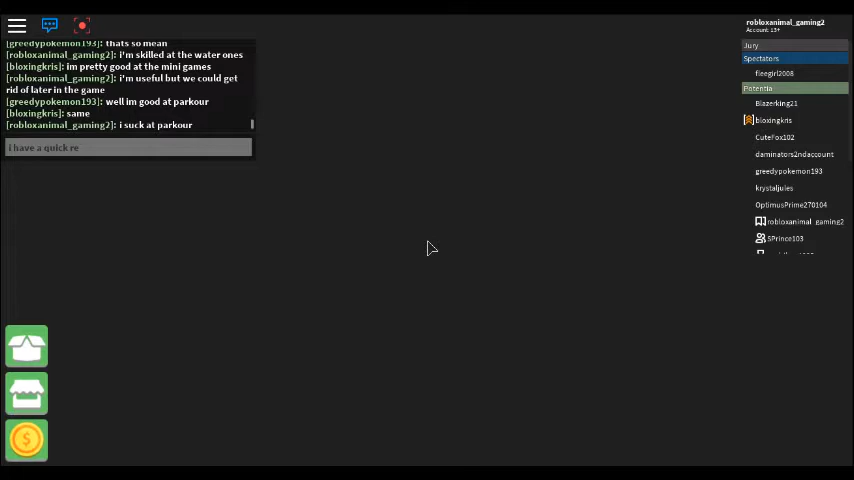 [greedypokemon193]: thats so mean
[robloxanimal_gaming2]: i'm skilled at the water ones
[bloxingkris]: im pretty good at the mini games
[robloxanimal_gaming2]: i'm useful but we could get
rid of later in the game
[greedypokemon193]: well im good at parkour
[bloxingkris]: same
[robloxanimal_gaming2]: i suck at parkour
i have a quick re
robloxanimal_gaming2
Account: 13+
Jury
Spectators
fleegirl2008
Potentia
Blazerking21
bloxingkris
CuteFox102
daminators2ndaccount
greedypokemon193
krystaljules
OptimusPrime270104
robloxanimal_gaming2
SPrince103